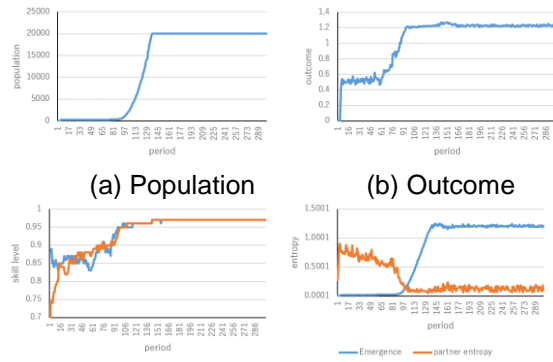 25000
20000
15000
10000
5000
0
population
1 17 33 49 65 81 97 113 129 145 161 177 193 209 225 241 257 273 289
period
(a) Population
1.4
1.2
1
0.8
0.6
0.4
0.2
0
outcome
1 16 31 46 61 76 91 106 121 136 151 166 181 196 211 226 241 256 271 286
period
(b) Outcome
1
0.95
0.9
0.85
0.8
0.75
0.7
skill level
1 16 31 46 61 76 91 106 121 136 151 166 181 196 211 226 241 256 271 286
period
1.5001
1.0001
0.5001
0.0001
entropy
1 17 33 49 65 81 97 113 129 145 161 177 193 209 225 241 257 273 289
period
Emergence
partner entropy